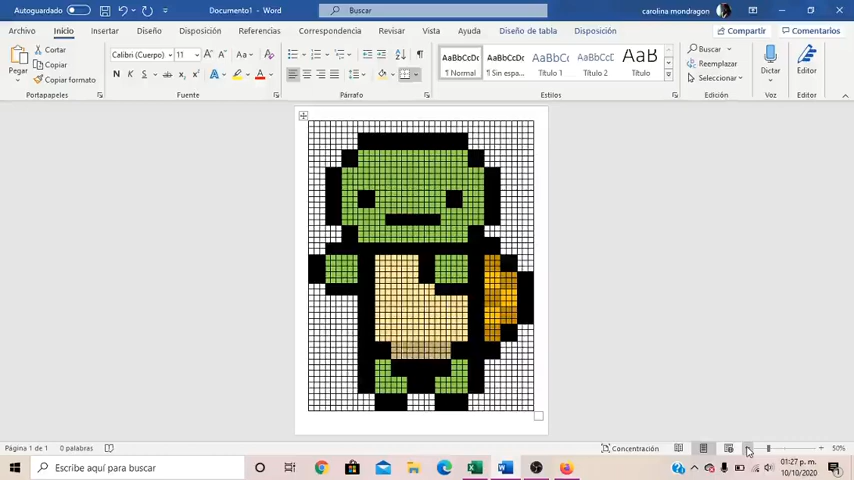 Autoguardado Documento1 - Word Buscar carolina mondragon
Archivo Inicio Insertar Dibujar Diseño Disposición Referencias Correspondencia Revisar Vista Ayuda Diseño de tabla Disposición Compartir Comentarios
Pegar
Cortar
Copiar
Copiar formato
Portapapeles
Calibri (Cuerpo) 11
N K S
Fuente
Párrafo
AaBbCcDc AaBbCcDc AaBbCc AaBbCcD AaB
¶ Normal ¶ Sin espa... Título 1 Título 2 Título
Estilos
Buscar
Reemplazar
Seleccionar
Edición
Dictar
Voz
Editor
Editor
Página 1 de 1 0 palabras Concentración 50%
Escribe aquí para buscar
01:27 p. m.
10/10/2020